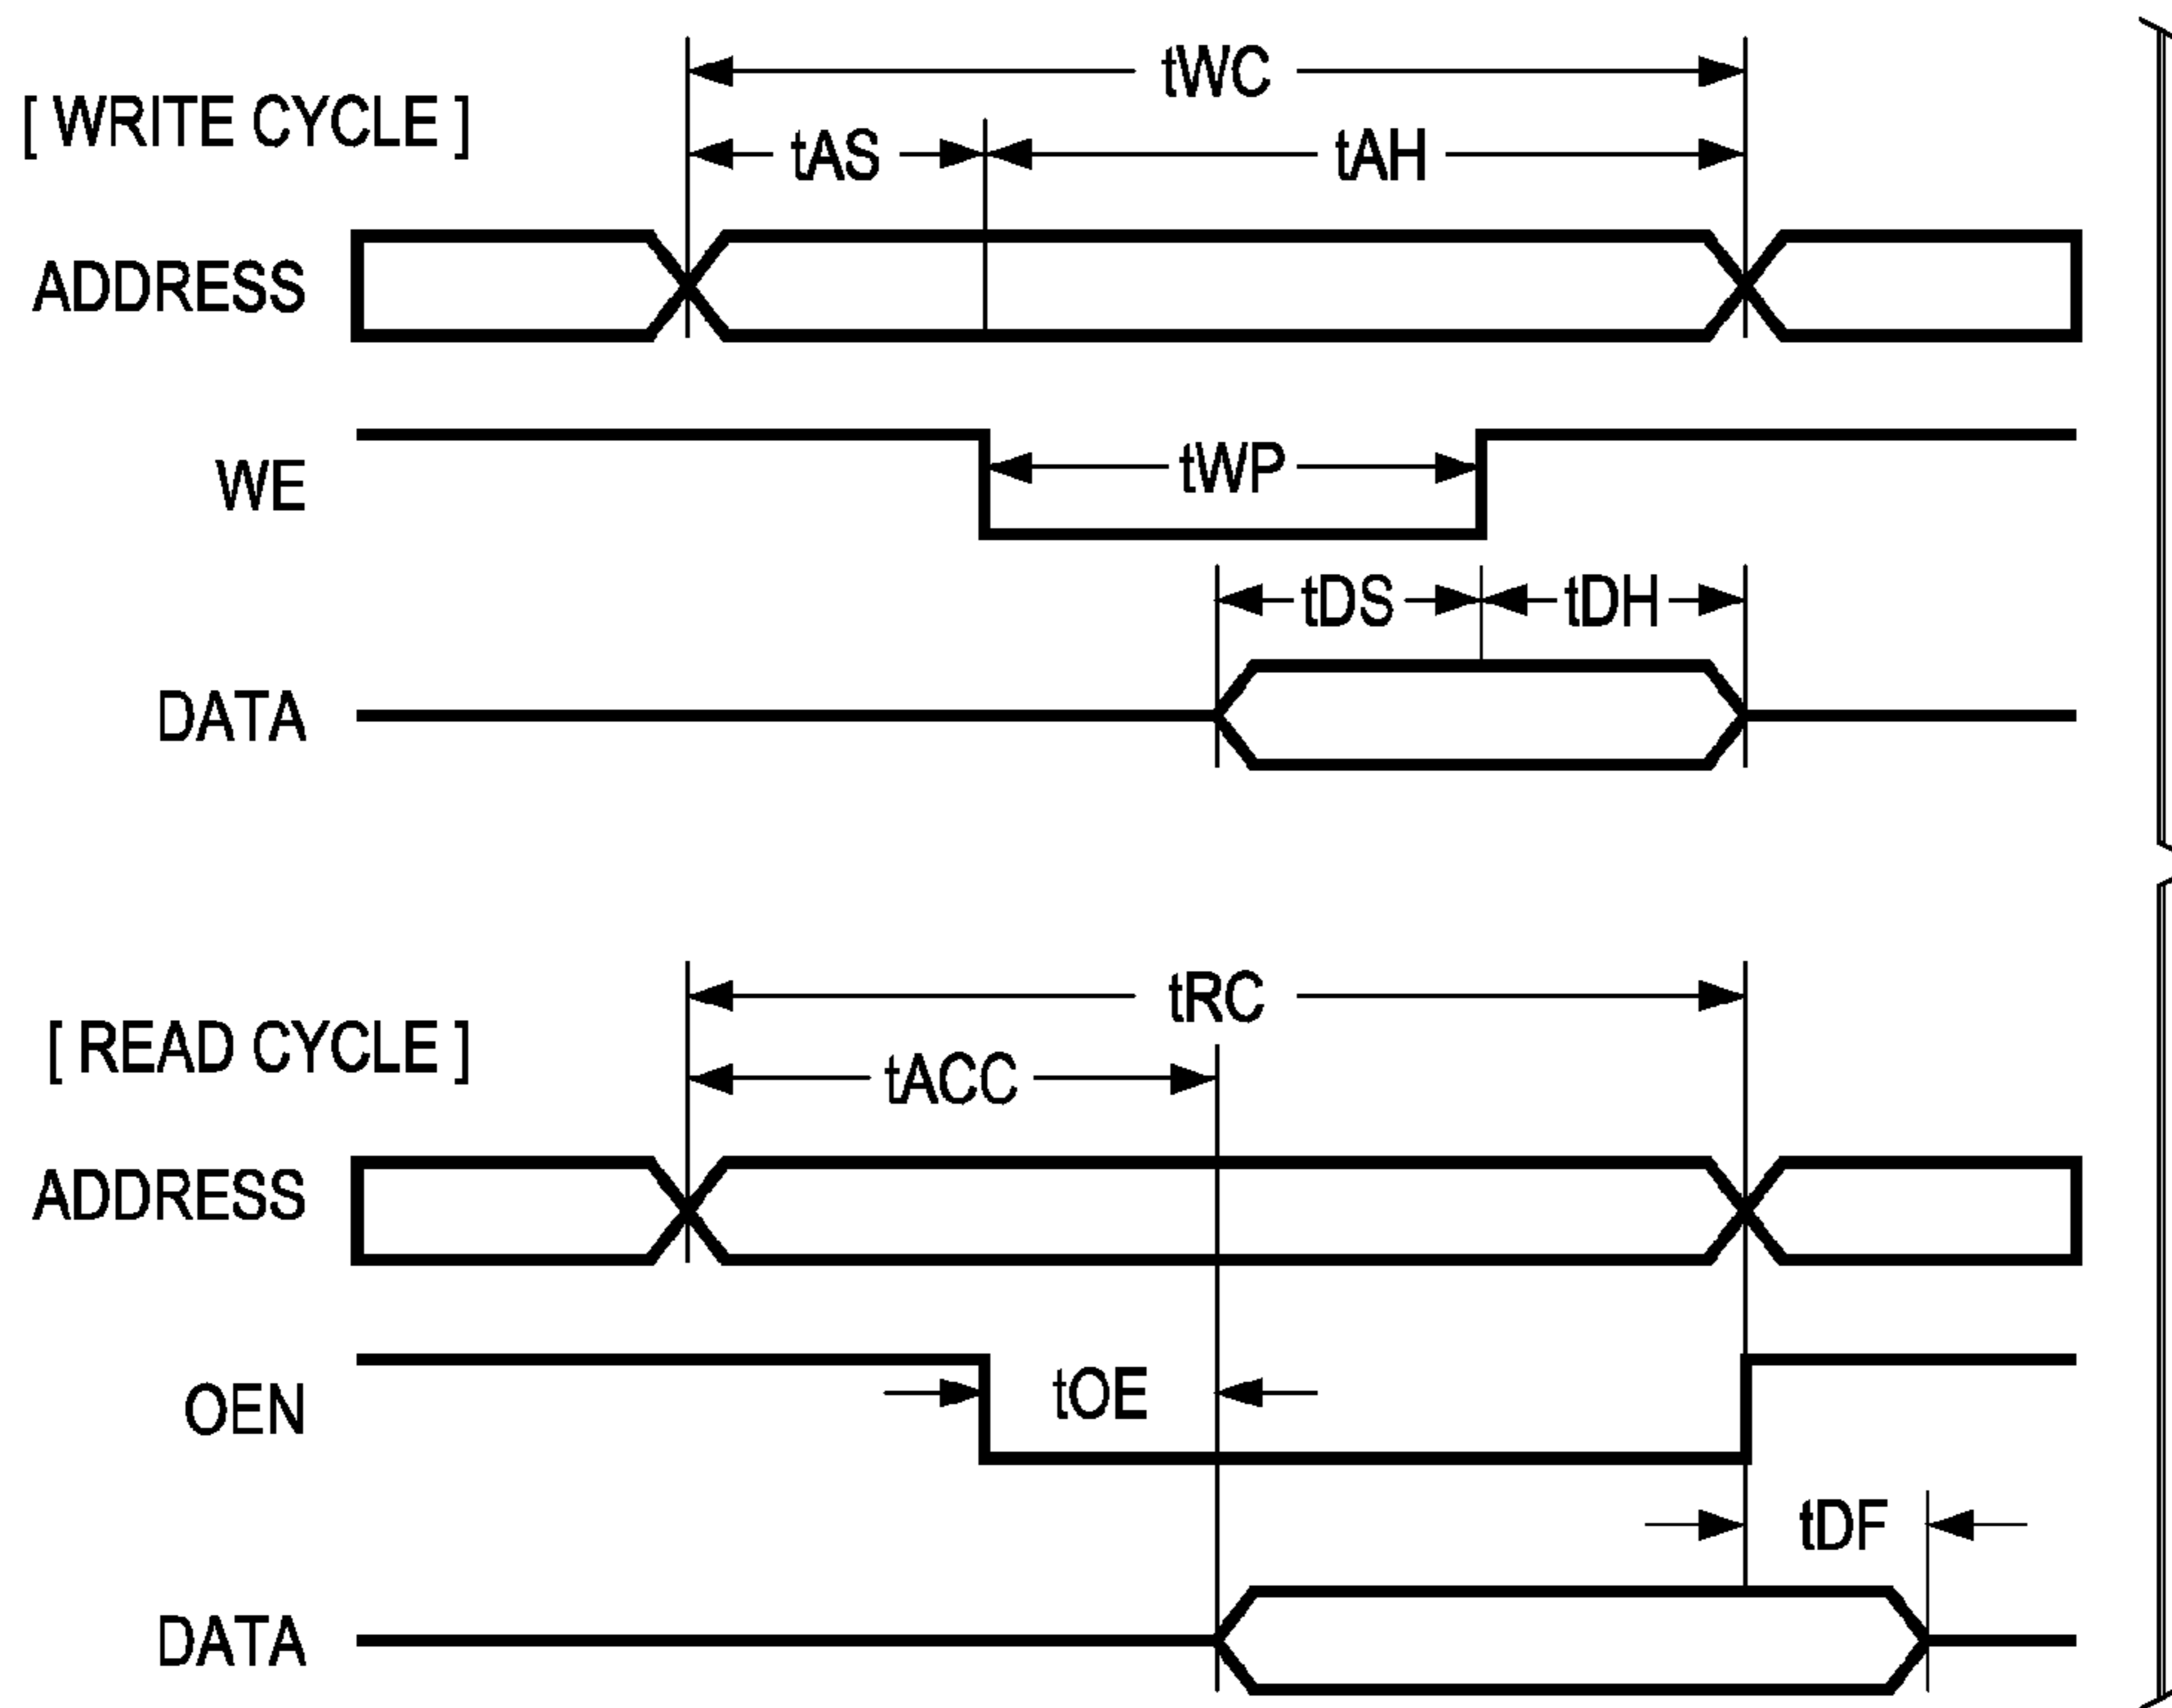 tWC
[ WRITE CYCLE ]
tAS tAH
ADDRESS
WE tWP
tDS tDH
DATA
tRC
[ READ CYCLE ]
tACC
ADDRESS
OEN tOE
tDF
DATA